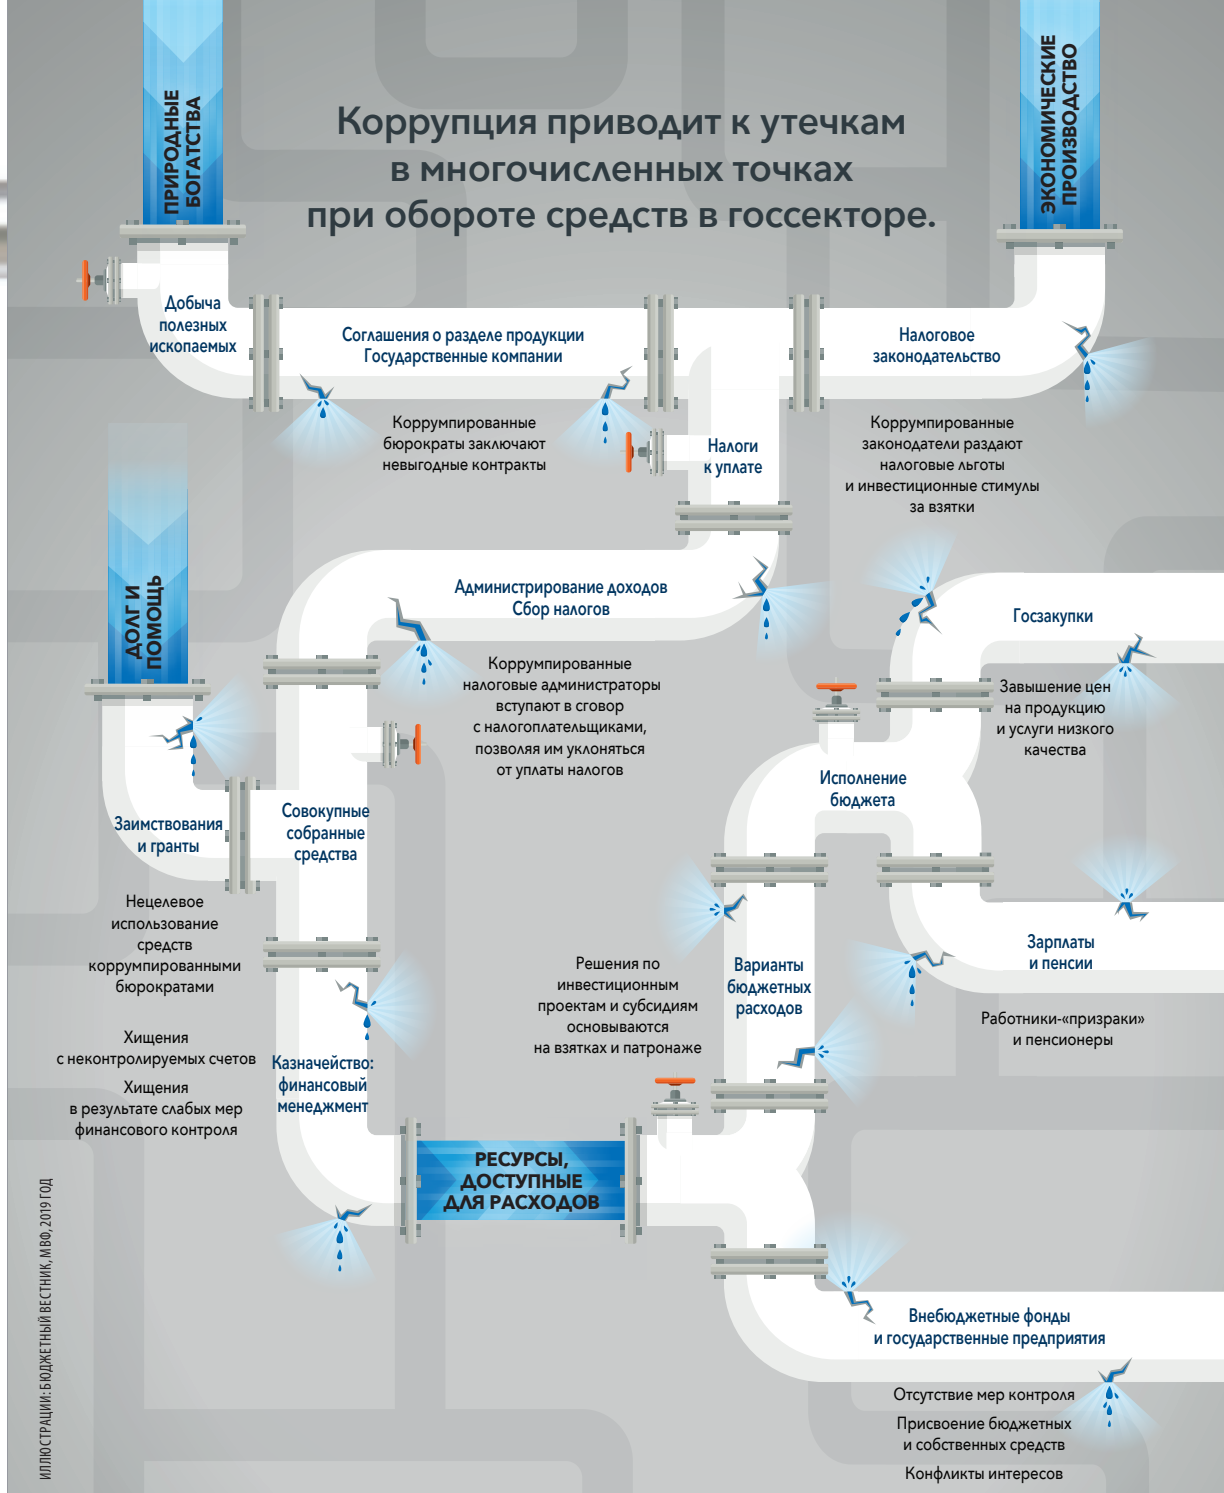 ПРИРОДНЫЕ
БОГАТСТВА
ЭКОНОМИЧЕСКИЕ
ПРОИЗВОДСТВО
Коррупция приводит к утечкам
в многочисленных точках
при обороте средств в госсекторе.
Добыча
полезных
ископаемых
Соглашения о разделе продукции
Государственные компании
Налоговое
законодательство
Коррумпированные
бюрократы заключают
невыгодные контракты
Налоги
к уплате
Коррумпированные
законодатели раздают
налоговые льготы
и инвестиционные стимулы
за взятки
ДОЛГ И
ПОМОЩЬ
Администрирование доходов
Сбор налогов
Госзакупки
Коррумпированные
налоговые администраторы
вступают в сговор
с налогоплательщиками,
позволяя им уклоняться
от уплаты налогов
Завышение цен
на продукцию
и услуги низкого
качества
Исполнение
бюджета
Заимствования
и гранты
Совокупные
собранные
средства
Нецелевое
использование
средств
коррумпированными
бюрократами
Решения по
инвестиционным
проектам и субсидиям
основываются
на взятках и патронаже
Варианты
бюджетных
расходов
Зарплаты
и пенсии
Работники-«призраки»
и пенсионеры
Хищения
с неконтролируемых счетов
Хищения
в результате слабых мер
финансового контроля
Казначейство:
финансовый
менеджмент
РЕСУРСЫ,
ДОСТУПНЫЕ
ДЛЯ РАСХОДОВ
Внебюджетные фонды
и государственные предприятия
Отсутствие мер контроля
Присвоение бюджетных
и собственных средств
Конфликты интересов
ИЛЛЮСТРАЦИИ: БЮДЖЕТНЫЙ ВЕСТНИК, МВФ, 2019 ГОД